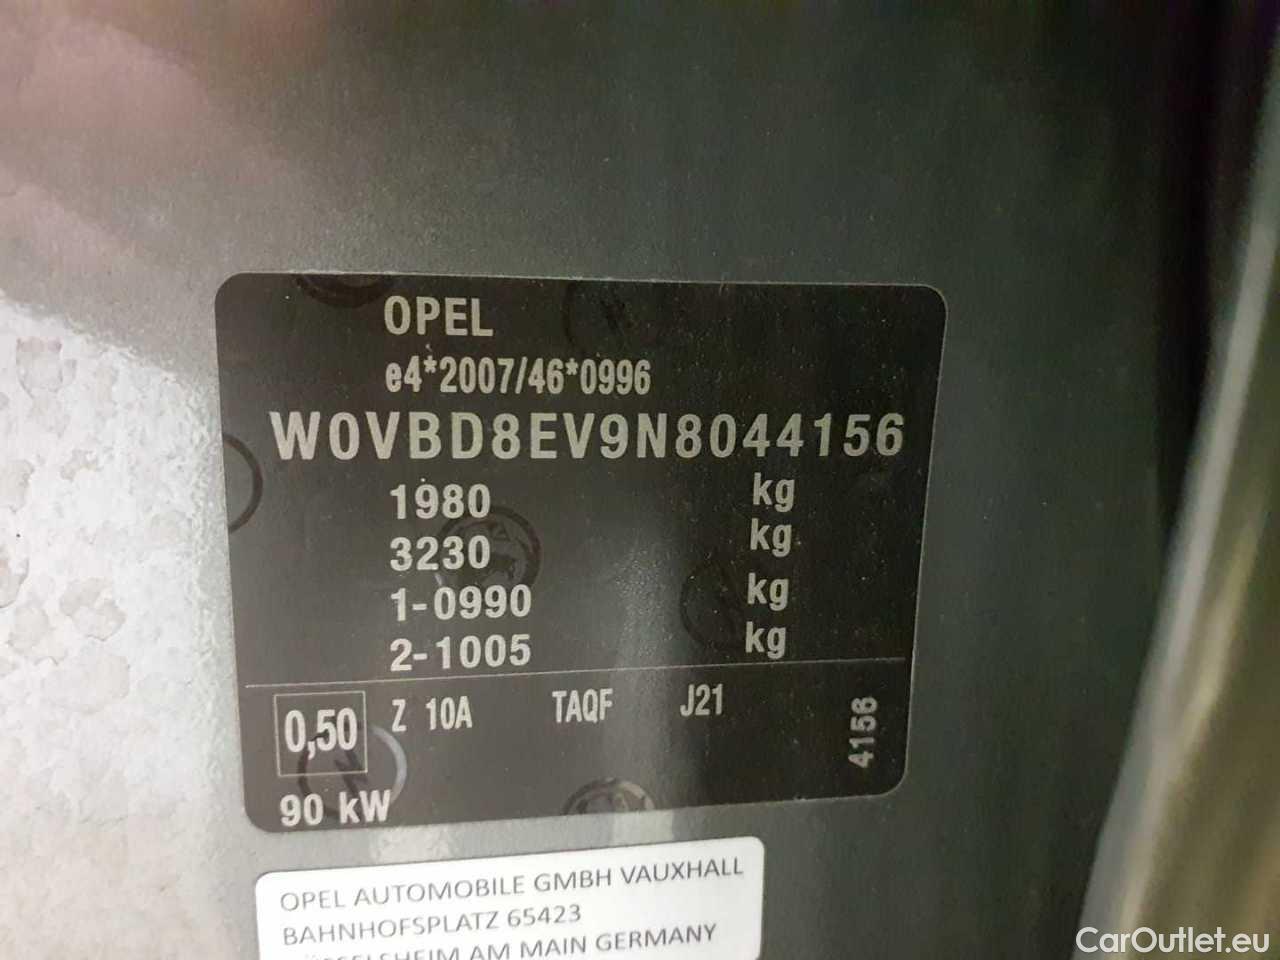 OPEL
e4*2007/46*0996
W0VBD8EV9N8044156
1980 kg
3230 kg
1-0990 kg
2-1005 kg
0,50 Z 10A TAQF J21
4156
90 kW
OPEL AUTOMOBILE GMBH VAUXHALL
BAHNHOFSPLATZ 65423
RÜSSELSHEIM AM MAIN GERMANY
CarOutlet.eu